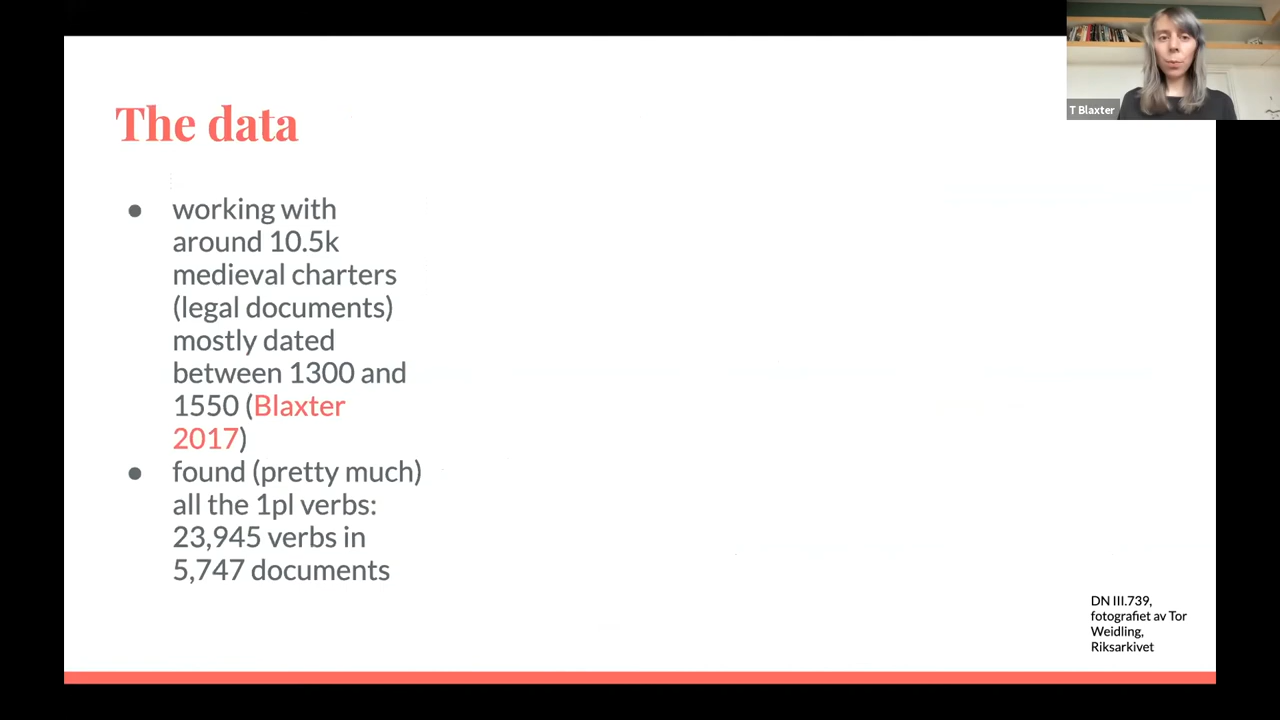 T Blaxter
The data
● working with
around 10.5k
medieval charters
(legal documents)
mostly dated
between 1300 and
1550 (Blaxter
2017)
● found (pretty much)
all the 1pl verbs:
23,945 verbs in
5,747 documents
DN III.739,
fotografiet av Tor
Weidling,
Riksarkivet